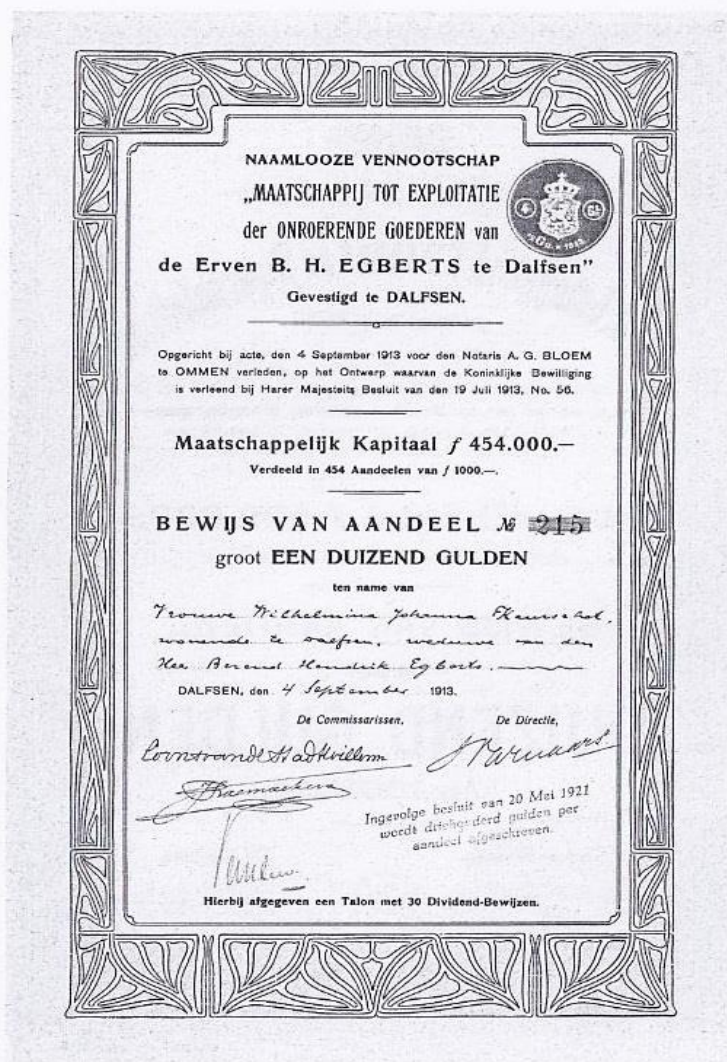 NAAMLOOZE VENNOOTSCHAP
„MAATSCHAPPIJ TOT EXPLOITATIE
der ONROERENDE GOEDEREN van
de Erven B. H. EGBERTS te Dalfsen”
Gevestigd te DALFSEN.
Opgericht bij acte, den 4 September 1913 voor den Notaris A. G. BLOEM
te OMMEN verleden, op het Ontwerp waarvan de Koninklijke Bewilliging
is verleend bij Harer Majesteits Besluit van den 19 Juli 1913, No. 56.
Maatschappelijk Kapitaal ƒ 454.000.—
Verdeeld in 454 Aandeelen van ƒ 1000.—.
BEWIJS VAN AANDEEL № 215
groot EEN DUIZEND GULDEN
ten name van
Vrouwe Wilhelmina Johanna
wonende te Dalfsen, weduwe van den
Heer Berend Hendrik Egberts.
DALFSEN, den 4 September 1913.
De Commissarissen, De Directie,
Ingevolge besluit van 20 Mei 1921
wordt driehonderd gulden per
aandeel afgeschreven.
Hierbij afgegeven een Talon met 30 Dividend-Bewijzen.